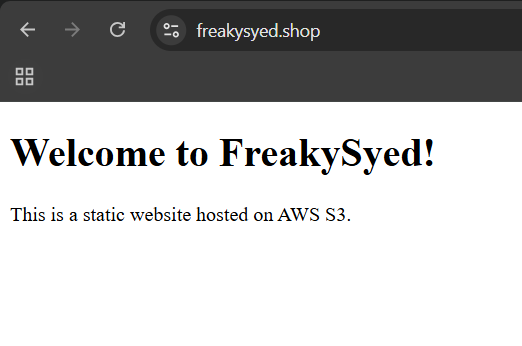 freakysyed.shop
Welcome to FreakySyed!
This is a static website hosted on AWS S3.